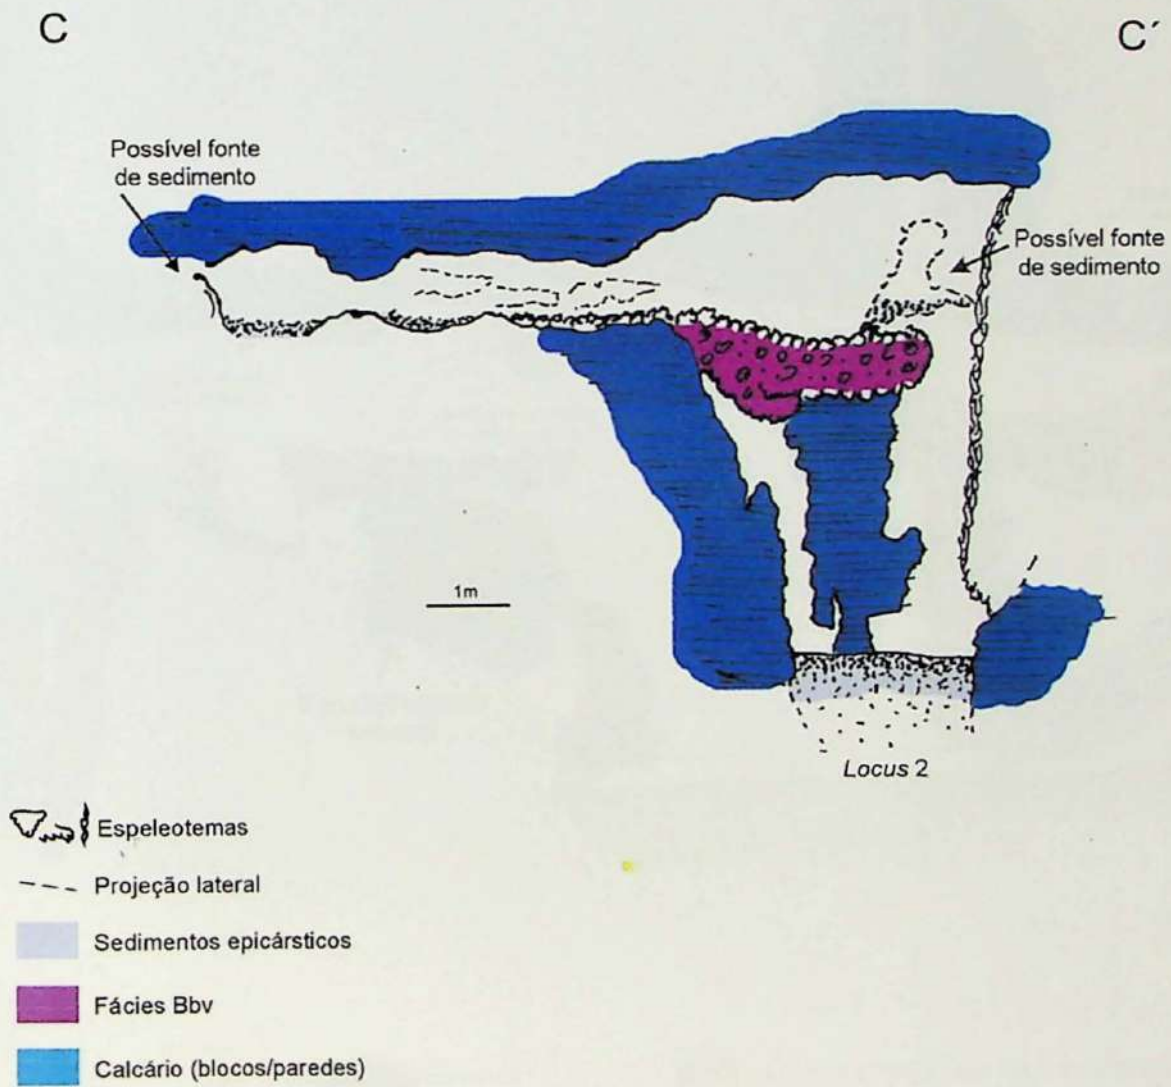 C
C´
Possível fonte
de sedimento
Possível fonte
de sedimento
1m
Locus 2
Espeleotemas
Projeção lateral
Sedimentos epicársticos
Fácies Bbv
Calcário (blocos/paredes)